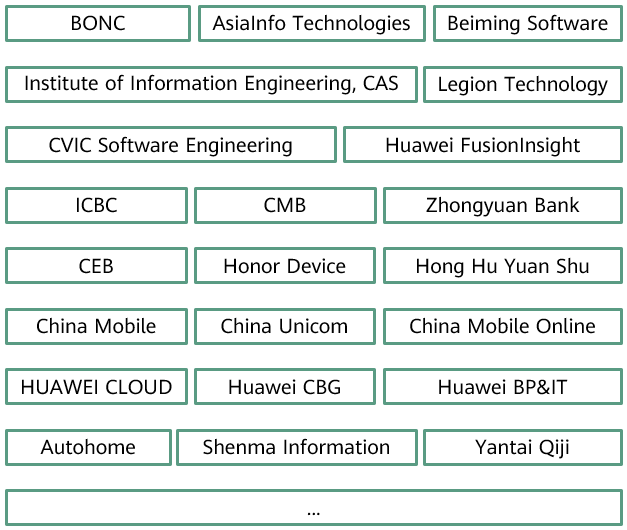 BONC AsiaInfo Technologies Beiming Software
Institute of Information Engineering, CAS Legion Technology
CVIC Software Engineering Huawei FusionInsight
ICBC CMB Zhongyuan Bank
CEB Honor Device Hong Hu Yuan Shu
China Mobile China Unicom China Mobile Online
HUAWEI CLOUD Huawei CBG Huawei BP&IT
Autohome Shenma Information Yantai Qiji
...